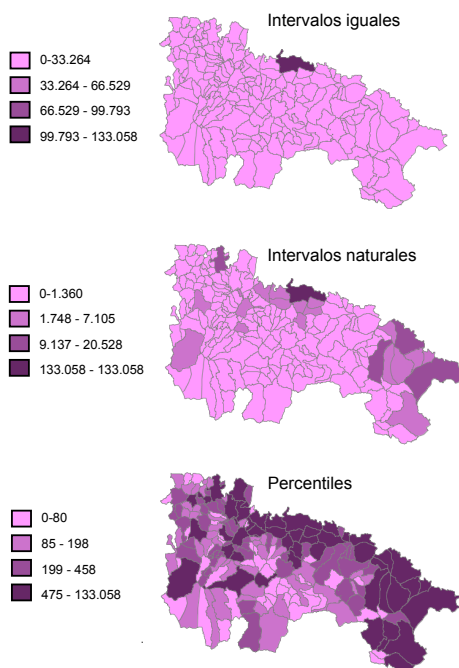 Intervalos iguales
0-33.264
33.264 - 66.529
66.529 - 99.793
99.793 - 133.058
Intervalos naturales
0-1.360
1.748 - 7.105
9.137 - 20.528
133.058 - 133.058
Percentiles
0-80
85 - 198
199 - 458
475 - 133.058